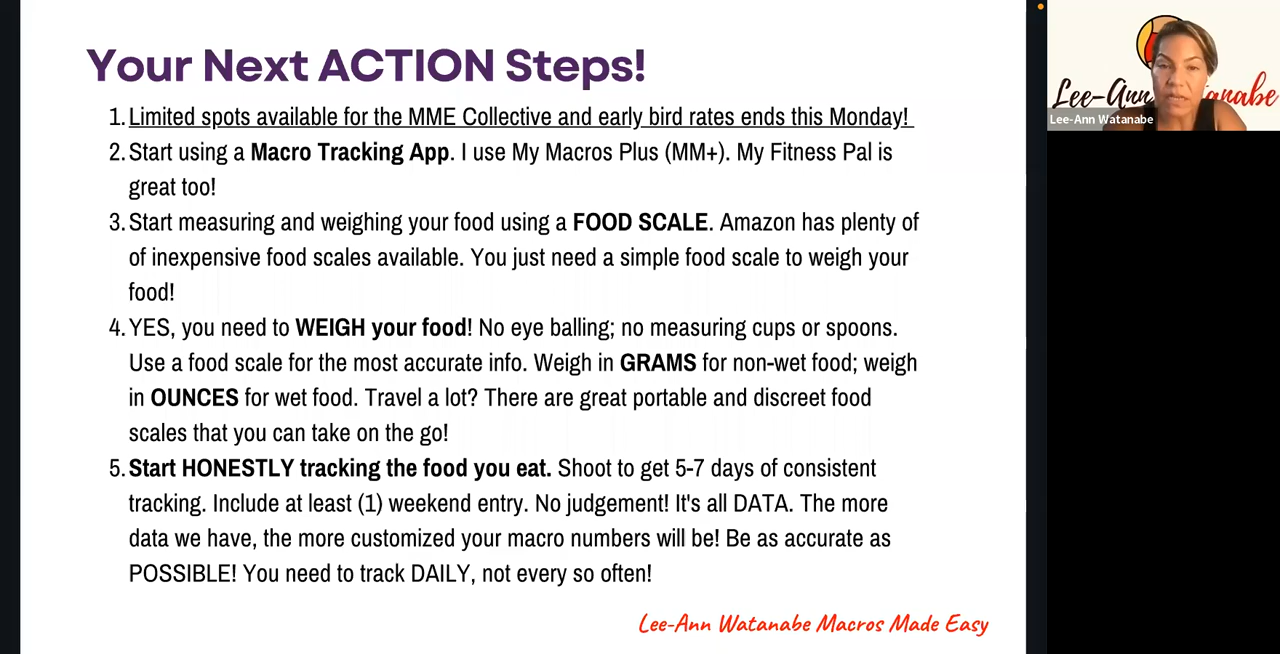 Your Next ACTION Steps!
1. Limited spots available for the MME Collective and early bird rates ends this Monday!
2. Start using a Macro Tracking App. I use My Macros Plus (MM+). My Fitness Pal is
great too!
3. Start measuring and weighing your food using a FOOD SCALE. Amazon has plenty of
of inexpensive food scales available. You just need a simple food scale to weigh your
food!
4. YES, you need to WEIGH your food! No eye balling; no measuring cups or spoons.
Use a food scale for the most accurate info. Weigh in GRAMS for non-wet food; weigh
in OUNCES for wet food. Travel a lot? There are great portable and discreet food
scales that you can take on the go!
5. Start HONESTLY tracking the food you eat. Shoot to get 5-7 days of consistent
tracking. Include at least (1) weekend entry. No judgement! It's all DATA. The more
data we have, the more customized your macro numbers will be! Be as accurate as
POSSIBLE! You need to track DAILY, not every so often!
Lee-Ann Watanabe Macros Made Easy
Lee-Ann     anabe
Lee-Ann Watanabe